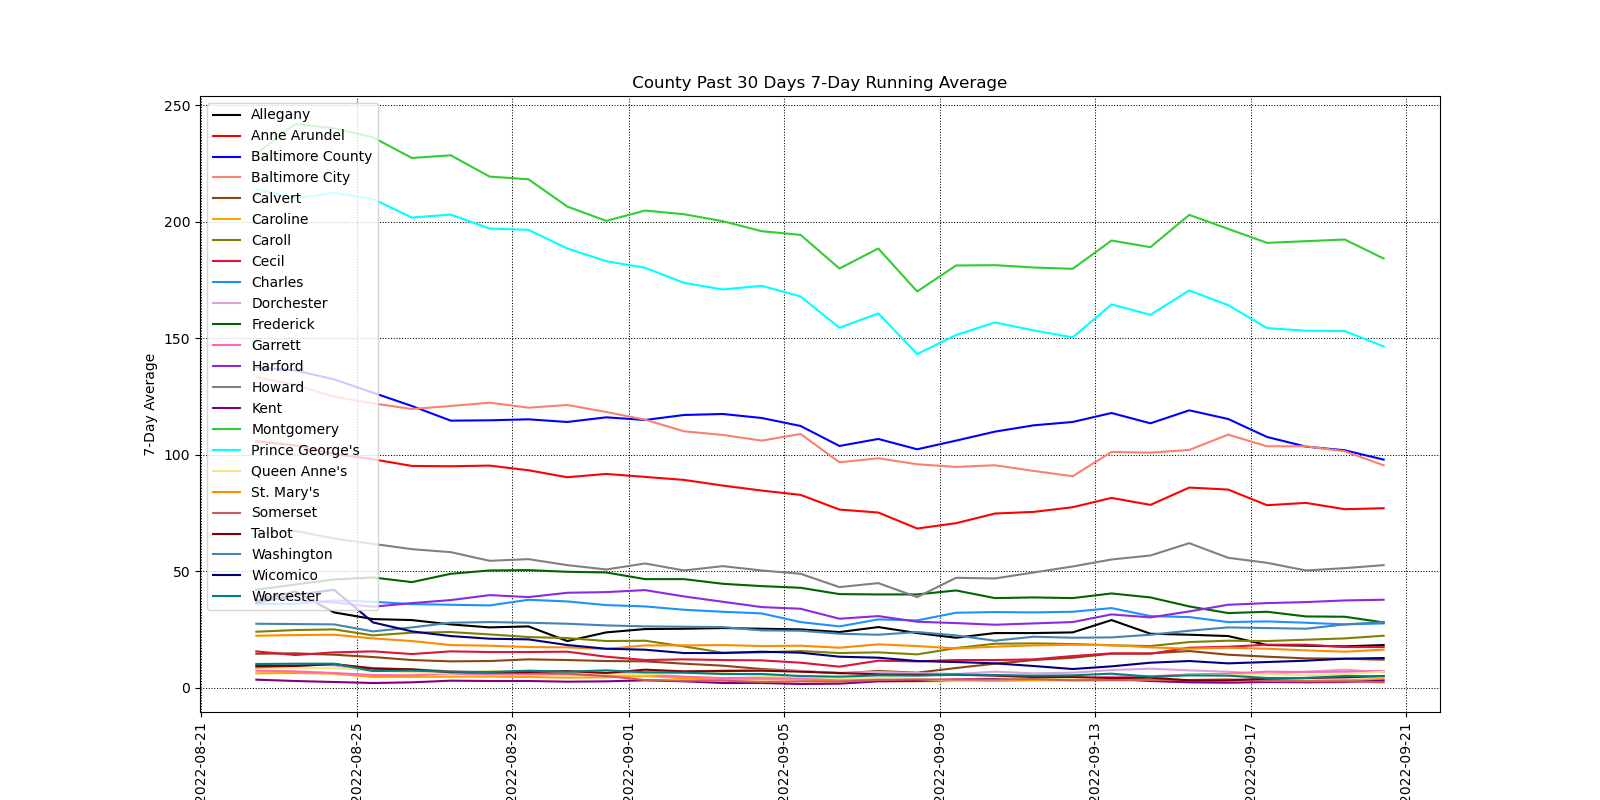 County Past 30 Days 7-Day Running Average
7-Day Average
250
200
150
100
50
0
Allegany
Anne Arundel
Baltimore County
Baltimore City
Calvert
Caroline
Caroll
Cecil
Charles
Dorchester
Frederick
Garrett
Harford
Howard
Kent
Montgomery
Prince George's
Queen Anne's
St. Mary's
Somerset
Talbot
Washington
Wicomico
Worcester
2022-08-21
2022-08-25
2022-08-29
2022-09-01
2022-09-05
2022-09-09
2022-09-13
2022-09-17
2022-09-21